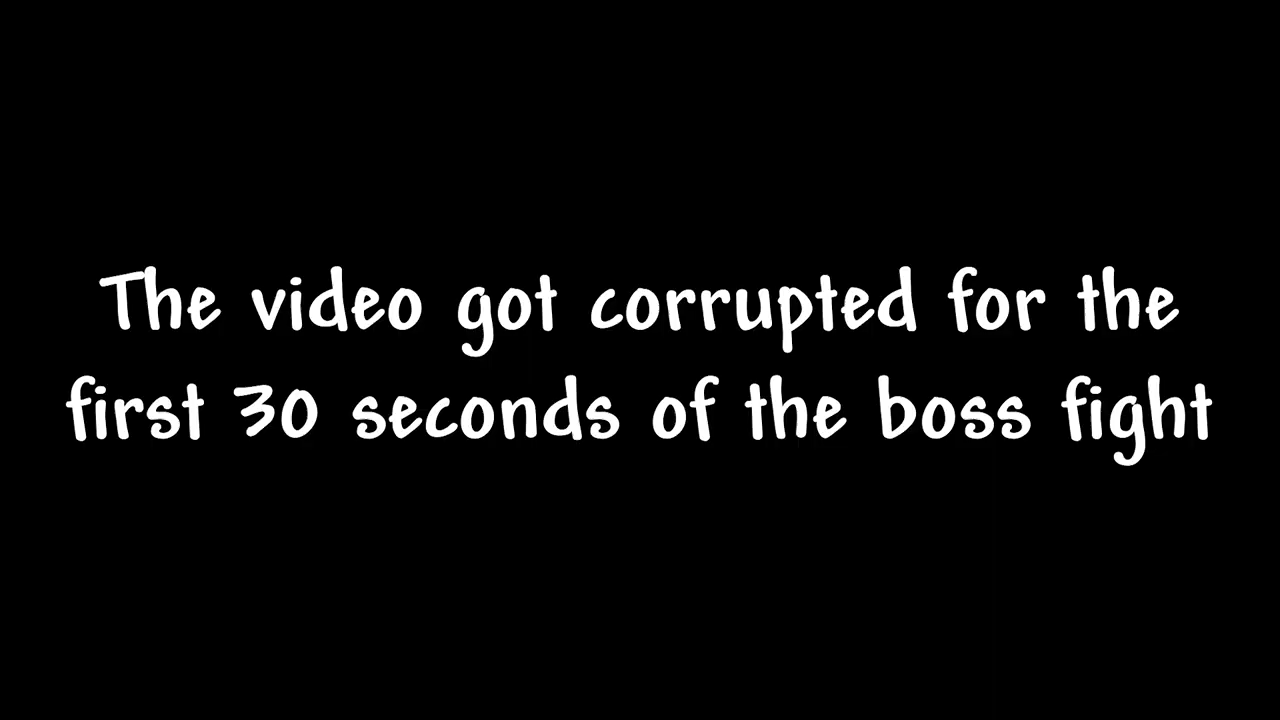 The video got corrupted for the
first 30 seconds of the boss fight